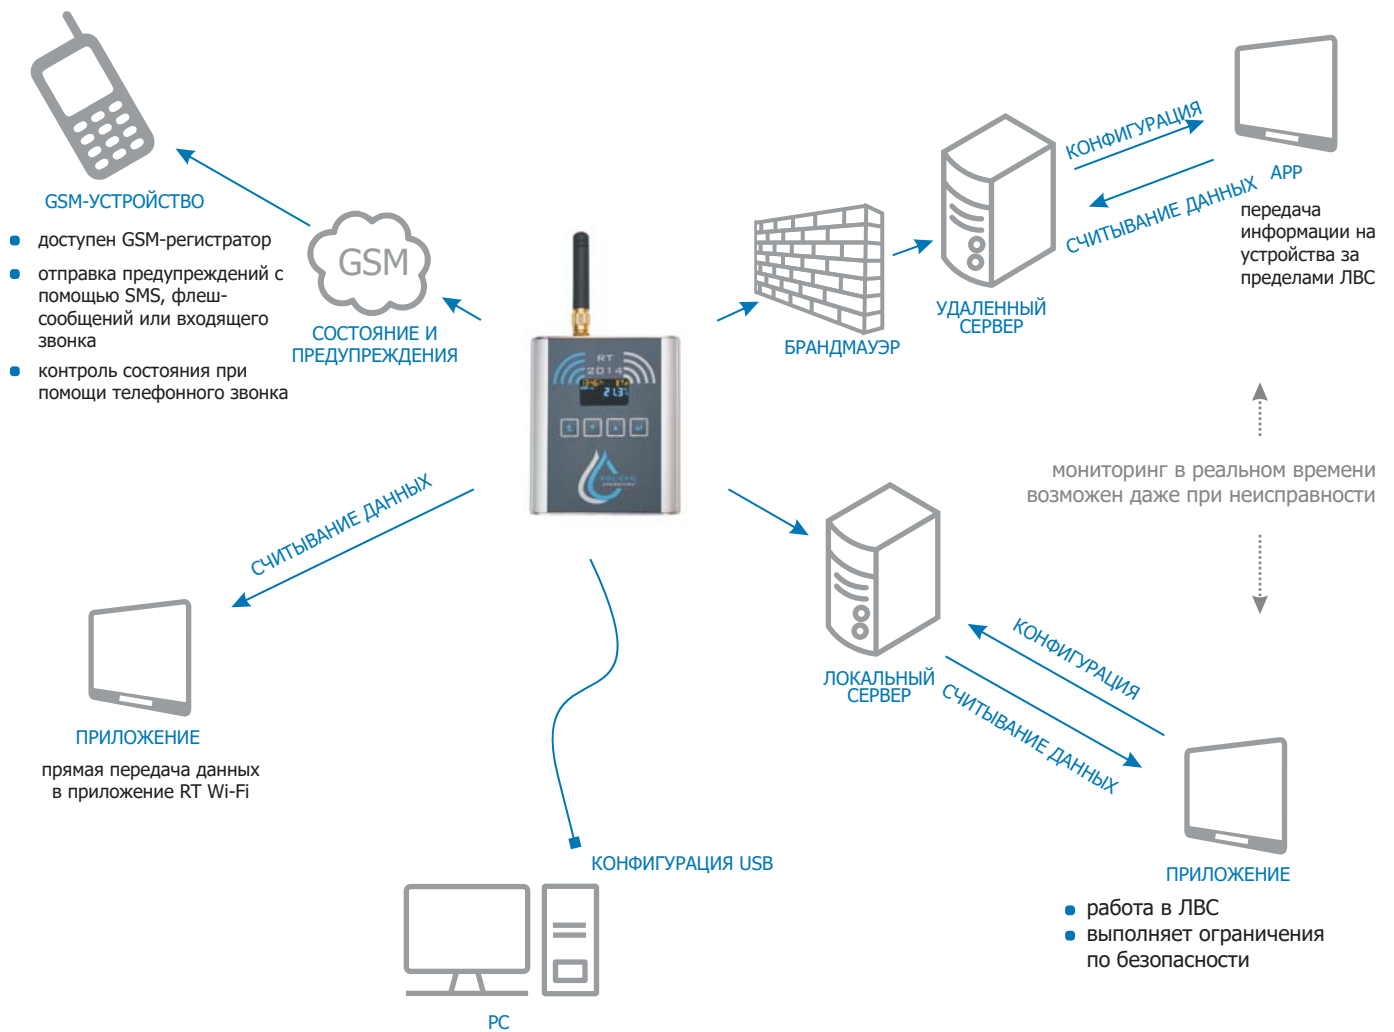 GSM-УСТРОЙСТВО
доступен GSM-регистратор
отправка предупреждений с
помощью SMS, флеш-
сообщений или входящего
звонка
контроль состояния при
помощи телефонного звонка
GSM
СОСТОЯНИЕ И
ПРЕДУПРЕЖДЕНИЯ
RT
2014
21.3
БРАНДМАУЭР
УДАЛЕННЫЙ
СЕРВЕР
КОНФИГУРАЦИЯ
СЧИТЫВАНИЕ ДАННЫХ
APP
передача
информации на
устройства за
пределами ЛВС
мониторинг в реальном времени
возможен даже при неисправности
СЧИТЫВАНИЕ ДАННЫХ
ПРИЛОЖЕНИЕ
прямая передача данных
в приложение RT Wi-Fi
ЛОКАЛЬНЫЙ
СЕРВЕР
КОНФИГУРАЦИЯ
СЧИТЫВАНИЕ ДАННЫХ
ПРИЛОЖЕНИЕ
работа в ЛВС
выполняет ограничения
по безопасности
КОНФИГУРАЦИЯ USB
PC